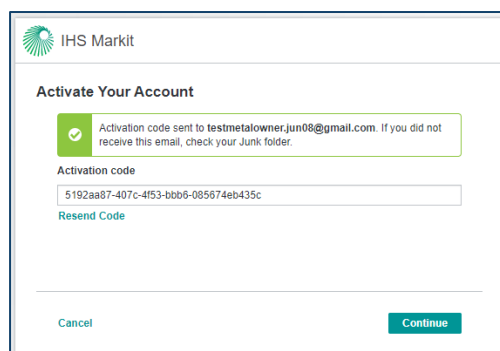 IHS Markit
Activate Your Account
Activation code sent to testmetalowner.jun08@gmail.com. If you did not
receive this email, check your Junk folder.
Activation code
5192aa87-407c-4f53-bbb6-085674eb435c
Resend Code
Cancel
Continue